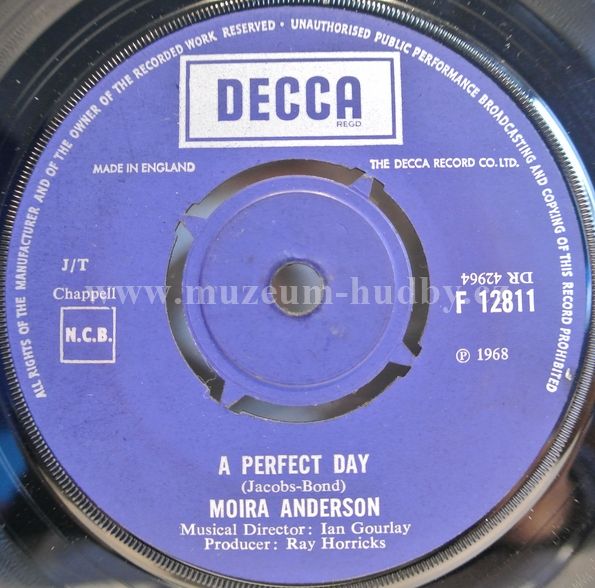 ALL RIGHTS OF THE MANUFACTURER AND OF THE OWNER OF THE RECORDED WORK RESERVED • UNAUTHORISED PUBLIC PERFORMANCE BROADCASTING AND COPYING OF THIS RECORD PROHIBITED
DECCA
REGD
MADE IN ENGLAND
THE DECCA RECORD CO. LTD.
J/T
Chappell
N.C.B.
DR 42964
F 12811
℗ 1968
www.muzeum-hudby.cz
A PERFECT DAY
(Jacobs-Bond)
MOIRA ANDERSON
Musical Director: Ian Gourlay
Producer: Ray Horricks